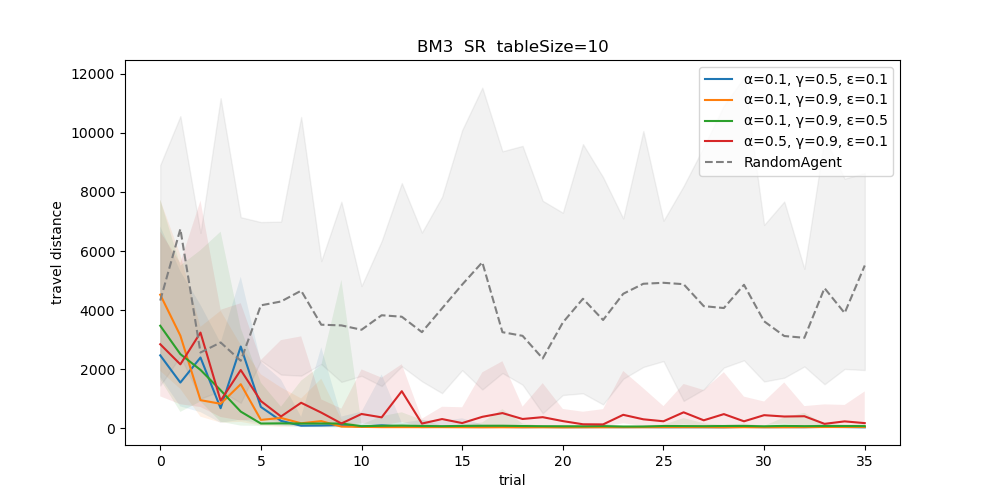 BM3  SR  tableSize=10
12000
10000
8000
6000
4000
2000
0
travel distance
α=0.1, γ=0.5, ε=0.1
α=0.1, γ=0.9, ε=0.1
α=0.1, γ=0.9, ε=0.5
α=0.5, γ=0.9, ε=0.1
RandomAgent
0 5 10 15 20 25 30 35
trial